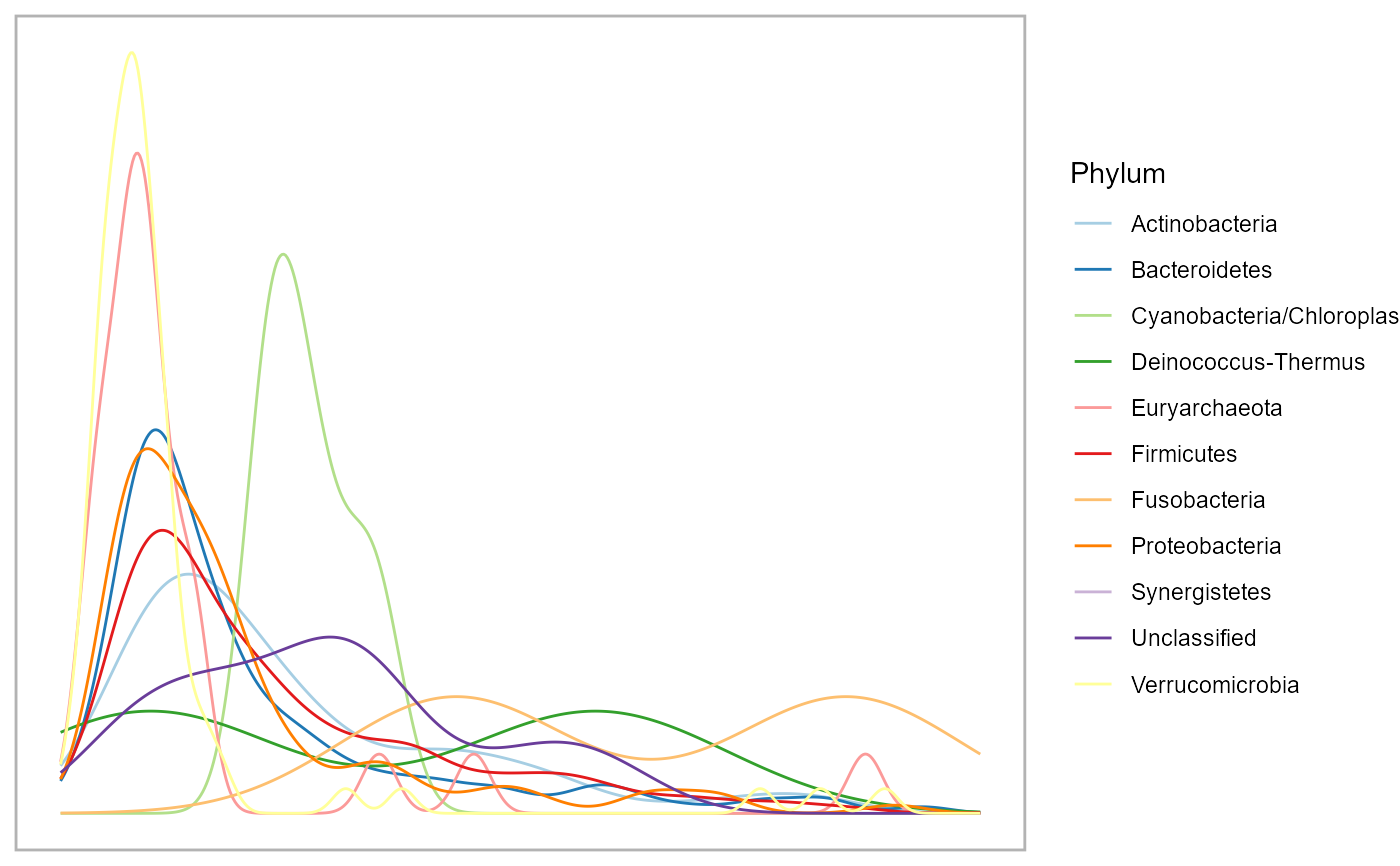 Phylum
Actinobacteria
Bacteroidetes
Cyanobacteria/Chloroplas
Deinococcus-Thermus
Euryarchaeota
Firmicutes
Fusobacteria
Proteobacteria
Synergistetes
Unclassified
Verrucomicrobia